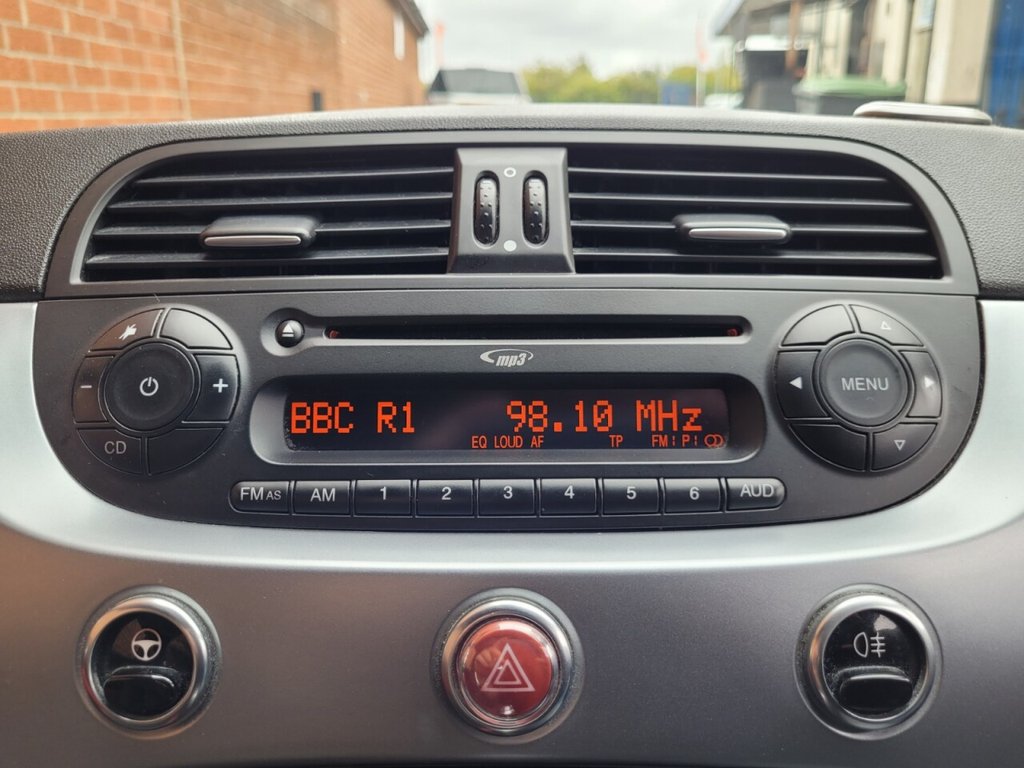 mp3
BBC R1 98.10 MHz
EQ LOUD AF TP FM1 P1
CD
MENU
FM AS AM 1 2 3 4 5 6 AUD